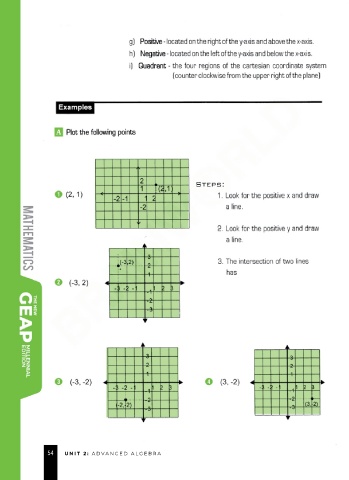 g) Positive - located on the right of the y-axis and above the x-axis.
h) Negative - located on the left of the y-axis and below the x-axis.
i) Quadrant - the four regions of the cartesian coordinate system.
(counter clockwise from the upper right of the plane)
Examples
A Plot the following points
1 (2, 1)
2
1 (2,1)
-2 -1 1 2
-2
STEPS:
1. Look for the positive x and draw
a line.
2. Look for the positive y and draw
a line.
3. The intersection of two lines
has
2 (-3, 2)
3
(-3,2) 2
1
-3 -2 -1 1 2 3
-1
-2
-3
3 (-3, -2)
3
2
1
-3 -2 -1 1 2 3
-1
-2
(-2,-2)
-3
4 (3, -2)
3
2
1
-3 -2 -1 1 2 3
-1
-2
-3 (3,-2)
MATHEMATICS
THE NEW
GEAP
MILLENNIAL
EDITION
54 UNIT 2: ADVANCED ALGEBRA